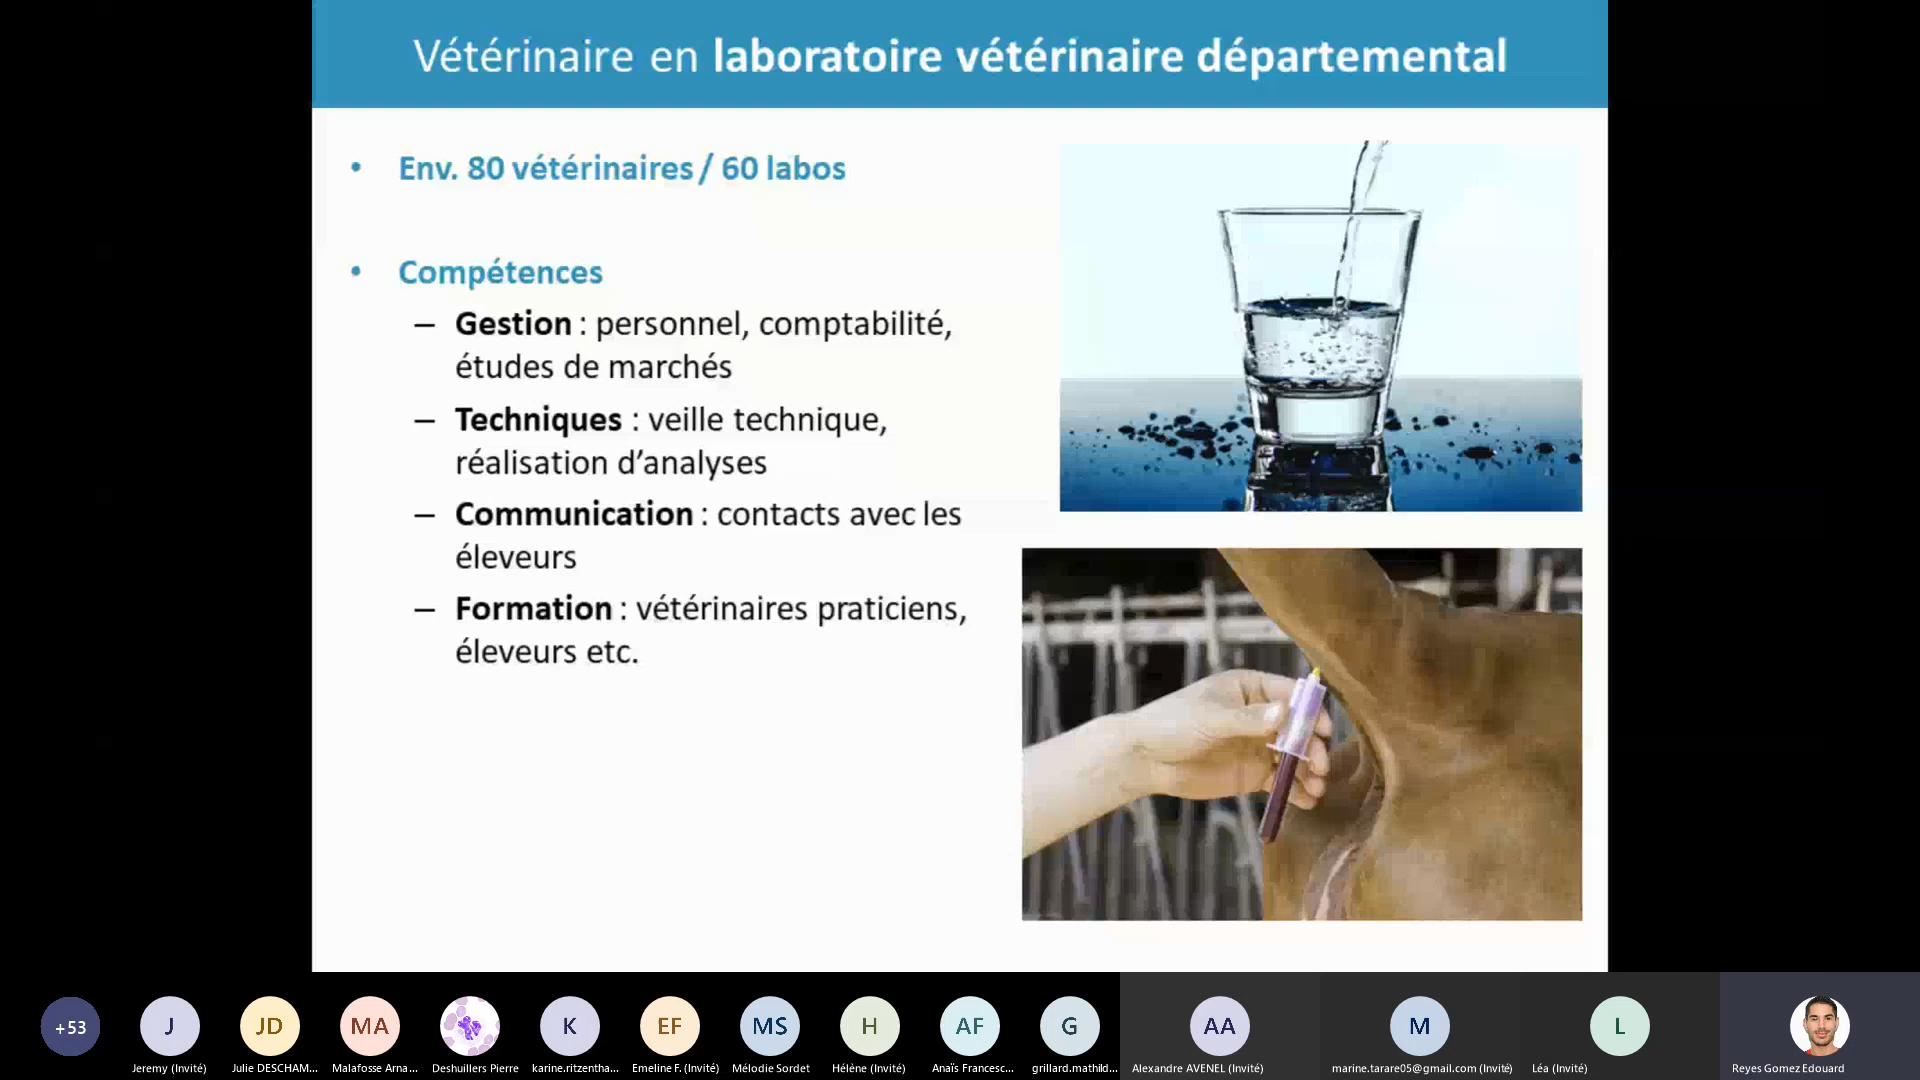 Vétérinaire en laboratoire vétérinaire départemental
• Env. 80 vétérinaires / 60 labos
• Compétences
– Gestion : personnel, comptabilité,
études de marchés
– Techniques : veille technique,
réalisation d’analyses
– Communication : contacts avec les
éleveurs
– Formation : vétérinaires praticiens,
éleveurs etc.
+53
J
JD
MA
K
EF
MS
H
AF
G
AA
M
L
Jeremy (Invité)
Julie DESCHAM...
Malafosse Arna...
Deshuillers Pierre
karine.ritzentha...
Emeline F. (Invité)
Mélodie Sordet
Hélène (Invité)
Anaïs Francesc...
grillard.mathild...
Alexandre AVENEL (Invité)
marine.tarare05@gmail.com (Invité)
Léa (Invité)
Reyes Gomez Edouard